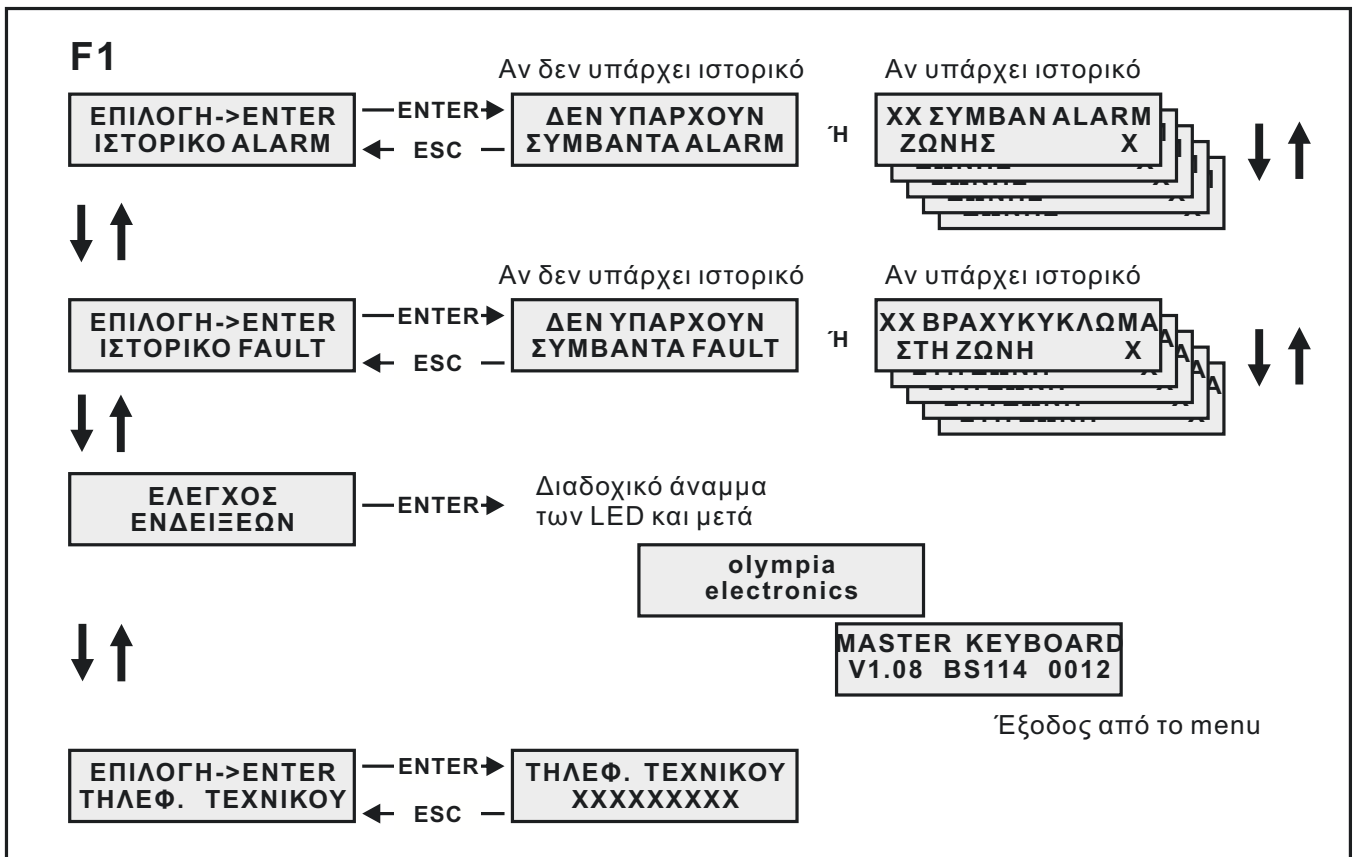 F1
Αν δεν υπάρχει ιστορικό
Αν υπάρχει ιστορικό
ΕΠΙΛΟΓΗ->ENTER
ΙΣΤΟΡΙΚΟ ALARM
ENTER
ESC
ΔΕΝ ΥΠΑΡΧΟΥΝ
ΣΥΜΒΑΝΤΑ ALARM
Ή
ΧΧ ΣΥΜΒΑΝ ALARM
ΖΩΝΗΣ Χ
Αν δεν υπάρχει ιστορικό
Αν υπάρχει ιστορικό
ΕΠΙΛΟΓΗ->ENTER
ΙΣΤΟΡΙΚΟ FAULT
ENTER
ESC
ΔΕΝ ΥΠΑΡΧΟΥΝ
ΣΥΜΒΑΝΤΑ FAULT
Ή
ΧΧ ΒΡΑΧΥΚΥΚΛΩΜΑ
ΣΤΗ ΖΩΝΗ Χ
ΕΛΕΓΧΟΣ
ΕΝΔΕΙΞΕΩΝ
ENTER
Διαδοχικό άναμμα
των LED και μετά
olympia
electronics
MASTER KEYBOARD
V1.08 BS114 0012
Έξοδος από το menu
ΕΠΙΛΟΓΗ->ENTER
ΤΗΛΕΦ. ΤΕΧΝΙΚΟΥ
ENTER
ESC
ΤΗΛΕΦ. ΤΕΧΝΙΚΟΥ
XXXXXXXXX